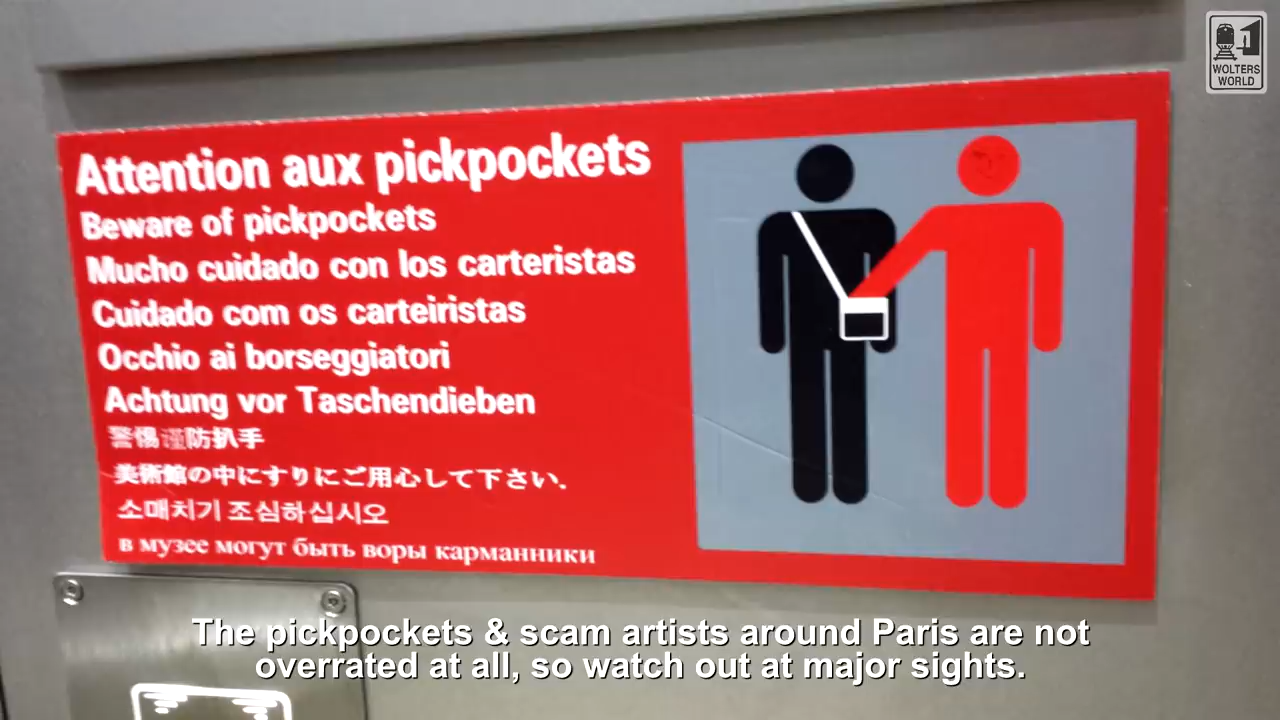 WOLTERS
WORLD
Attention aux pickpockets
Beware of pickpockets
Mucho cuidado con los carteristas
Cuidado com os carteiristas
Occhio ai borseggiatori
Achtung vor Taschendieben
警惕谨防扒手
美術館の中にすりにご用心して下さい.
소매치기 조심하십시오
в музее могут быть воры карманники
The pickpockets & scam artists around Paris are not
overrated at all, so watch out at major sights.